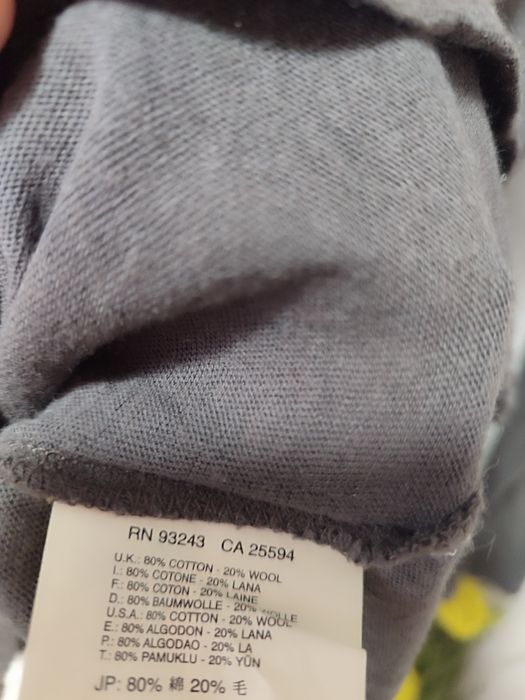 RN 93243 CA 25594
U.K.: 80% COTTON - 20% WOOL
I.: 80% COTONE - 20% LANA
F.: 80% COTON - 20% LAINE
D.: 80% BAUMWOLLE - 20% WOLLE
U.S.A.: 80% COTTON - 20% WOOL
E.: 80% ALGODON - 20% LANA
P.: 80% ALGODAO - 20% LA
T.: 80% PAMUKLU - 20% YÜN
JP: 80% 綿 20% 毛